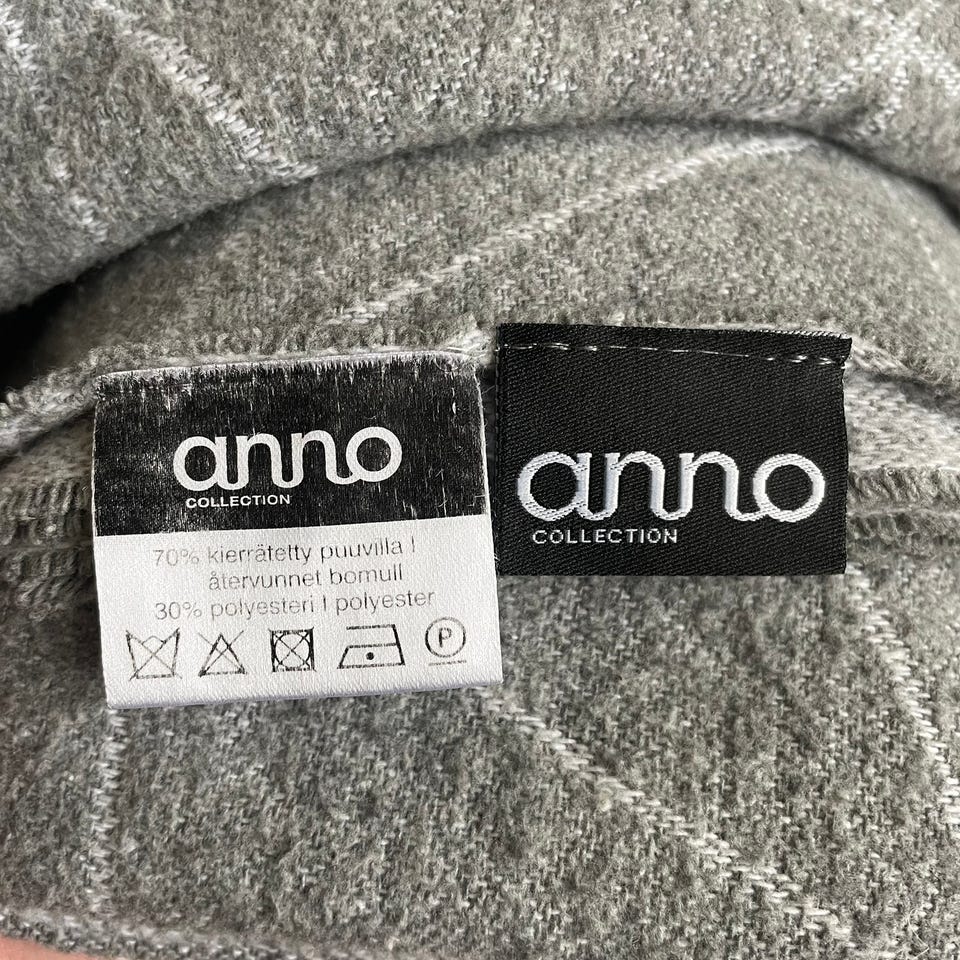 anno
COLLECTION
70% kierrätetty puuvilla |
återvunnet bomull
30% polyesteri | polyester
P
anno
COLLECTION